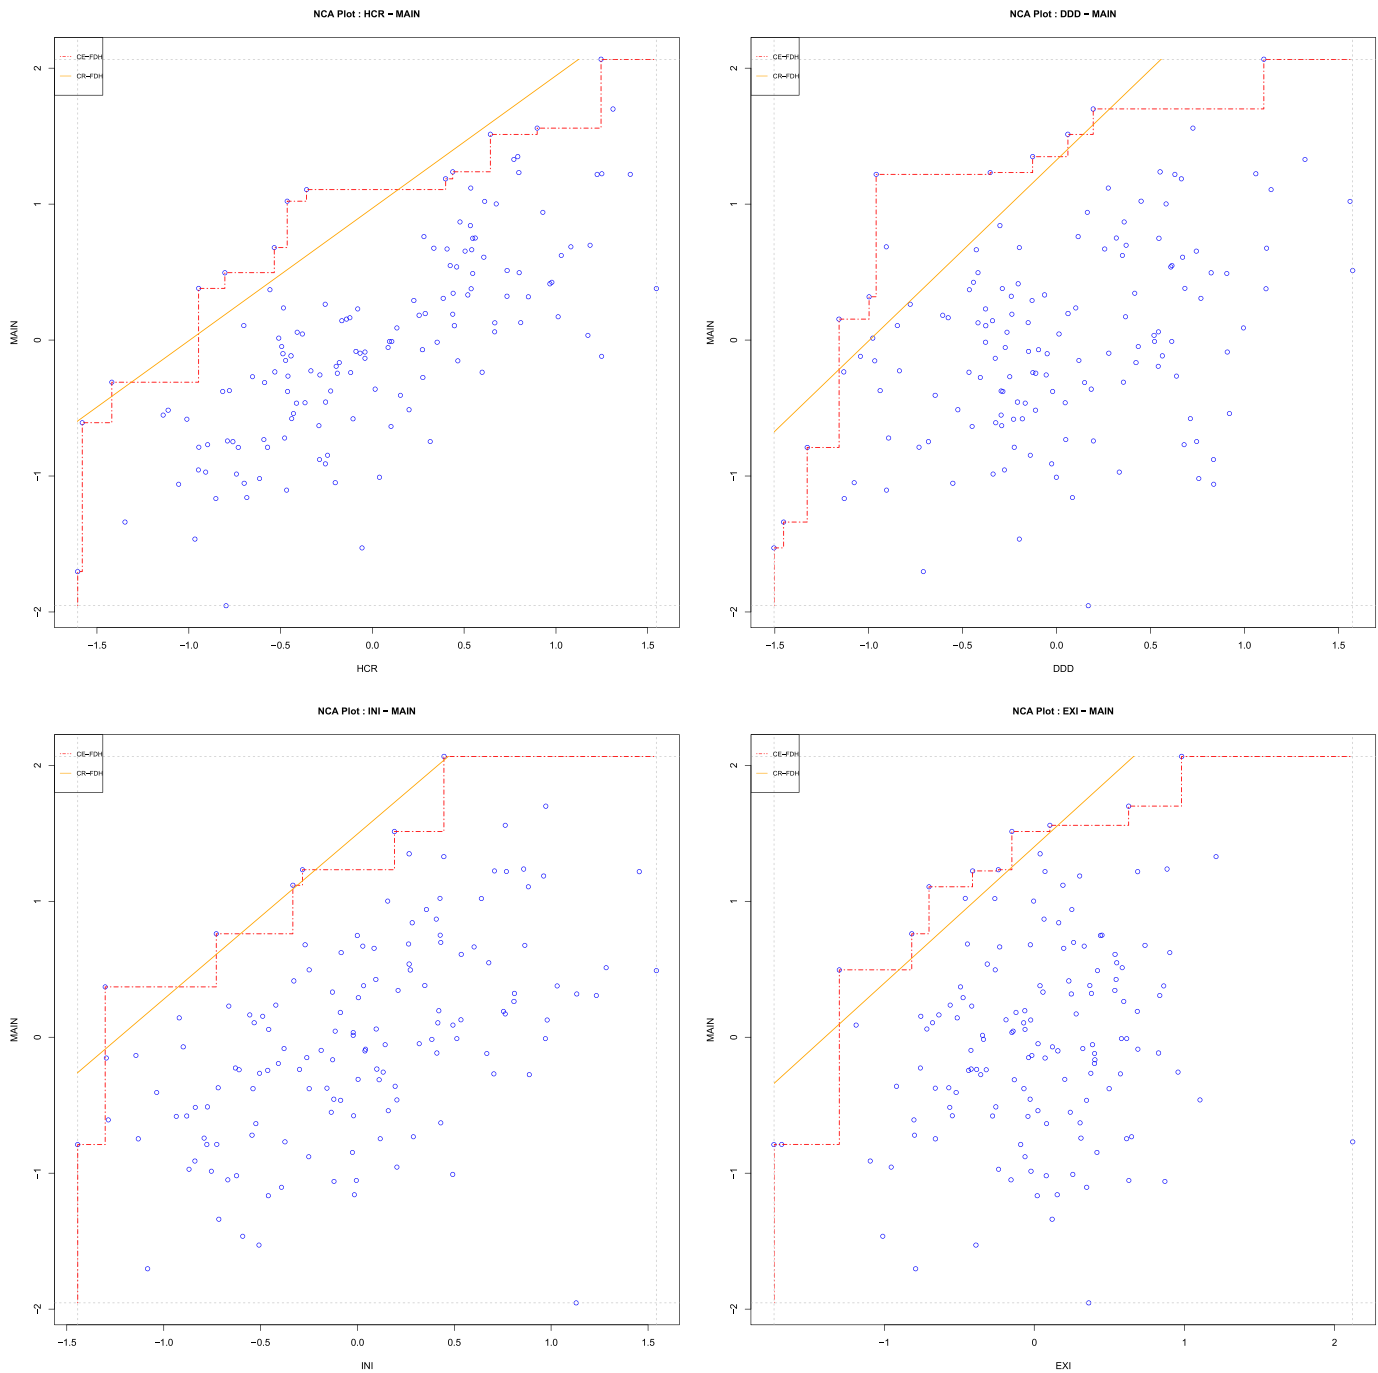 NCA Plot : HCR − MAIN
CE−FDH
CR−FDH
2
1
0
−1
−2
MAIN
−1.5 −1.0 −0.5 0.0 0.5 1.0 1.5
HCR
NCA Plot : DDD − MAIN
CE−FDH
CR−FDH
2
1
0
−1
−2
MAIN
−1.5 −1.0 −0.5 0.0 0.5 1.0 1.5
DDD
NCA Plot : INI − MAIN
CE−FDH
CR−FDH
2
1
0
−1
−2
MAIN
−1.5 −1.0 −0.5 0.0 0.5 1.0 1.5
INI
NCA Plot : EXI − MAIN
CE−FDH
CR−FDH
2
1
0
−1
−2
MAIN
−1 0 1 2
EXI